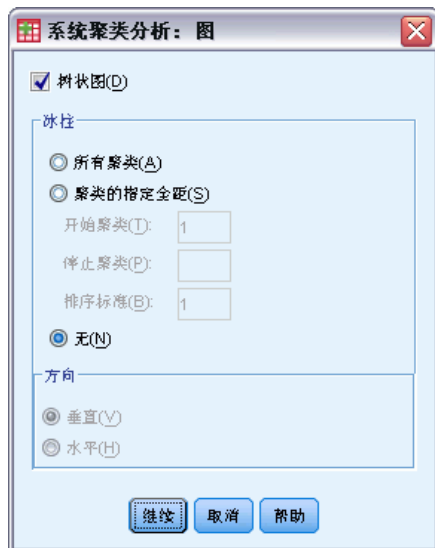 系统聚类分析：图
树状图(D)
冰柱
所有聚类(A)
聚类的指定全距(S)
开始聚类(T): 1
停止聚类(P):
排序标准(B): 1
无(N)
方向
垂直(V)
水平(H)
继续 取消 帮助